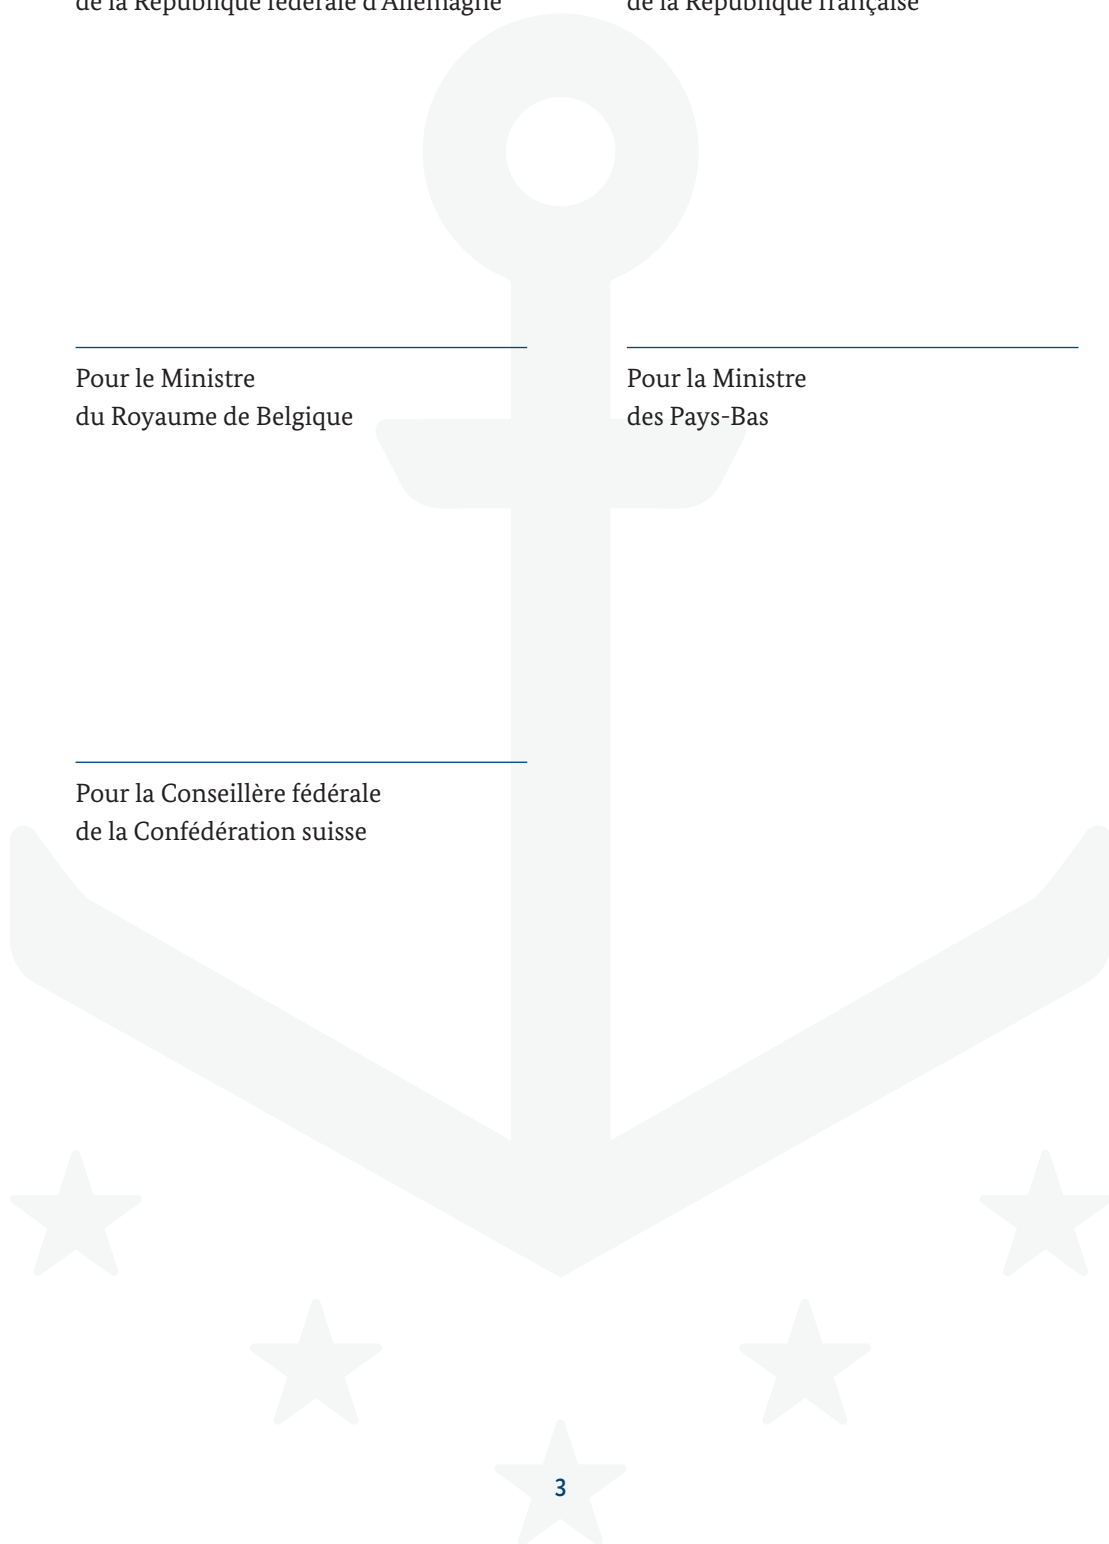 de la République fédérale d'Allemagne
de la République française
Pour le Ministre
du Royaume de Belgique
Pour la Ministre
des Pays-Bas
Pour la Conseillère fédérale
de la Confédération suisse
3